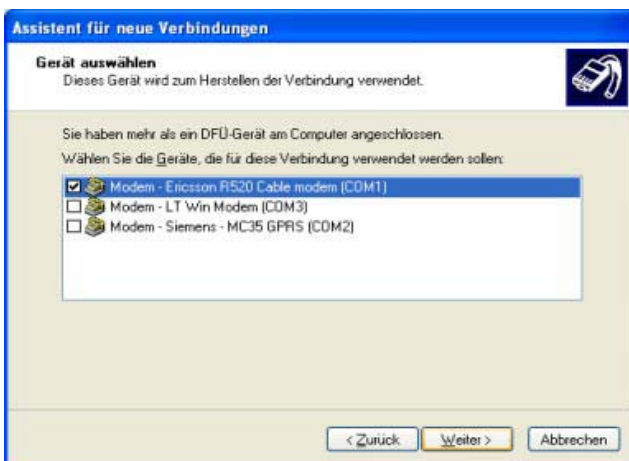 Assistent für neue Verbindungen
Gerät auswählen
Dieses Gerät wird zum Herstellen der Verbindung verwendet.
Sie haben mehr als ein DFÜ-Gerät am Computer angeschlossen.
Wählen Sie die Geräte, die für diese Verbindung verwendet werden sollen:
Modem - Ericsson R520 Cable modem (COM1)
Modem - LT Win Modem (COM3)
Modem - Siemens - MC35 GPRS (COM2)
< Zurück Weiter > Abbrechen